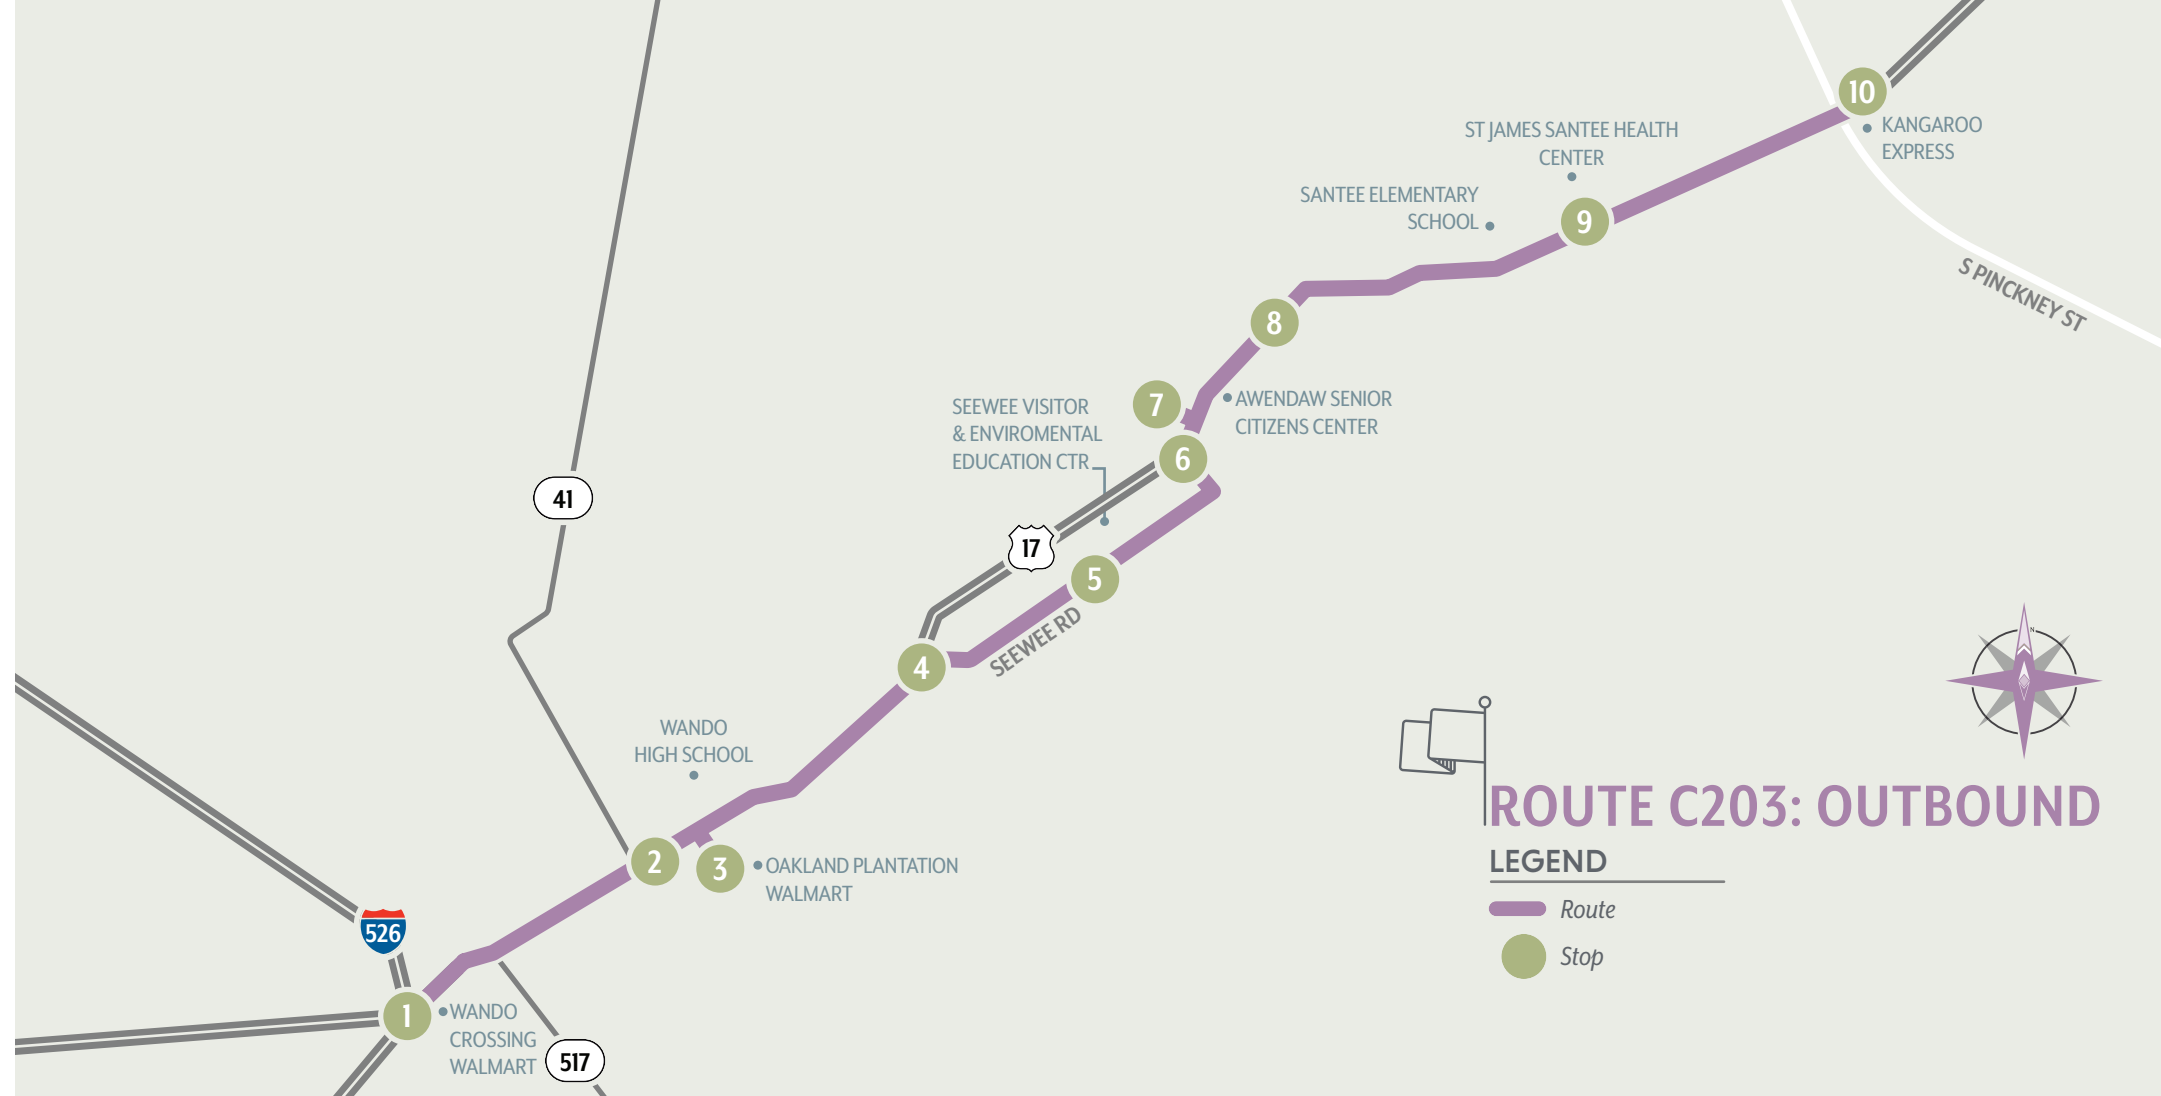 10
KANGAROO
EXPRESS
ST JAMES SANTEE HEALTH
CENTER
SANTEE ELEMENTARY
SCHOOL
9
S PINCKNEY ST
8
7
AWENDAW SENIOR
CITIZENS CENTER
SEEWEE VISITOR
& ENVIROMENTAL
EDUCATION CTR
6
41
17
5
SEEWEE RD
4
N
WANDO
HIGH SCHOOL
2
3
OAKLAND PLANTATION
WALMART
526
1
WANDO
CROSSING
WALMART
517
ROUTE C203: OUTBOUND
LEGEND
Route
Stop